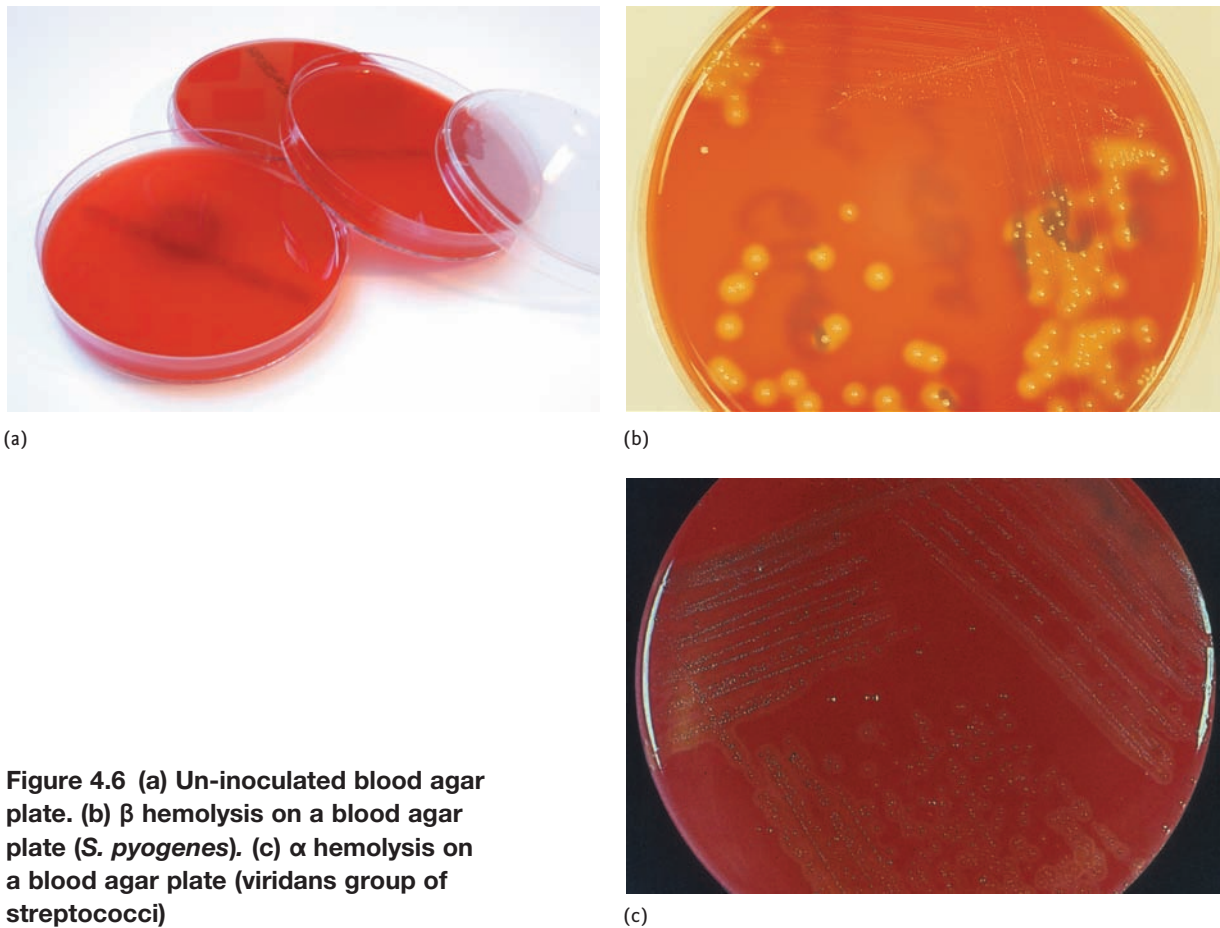 (a)
(b)
Figure 4.6 (a) Un-inoculated blood agar
plate. (b) β hemolysis on a blood agar
plate (S. pyogenes). (c) α hemolysis on
a blood agar plate (viridans group of
streptococci)
(c)